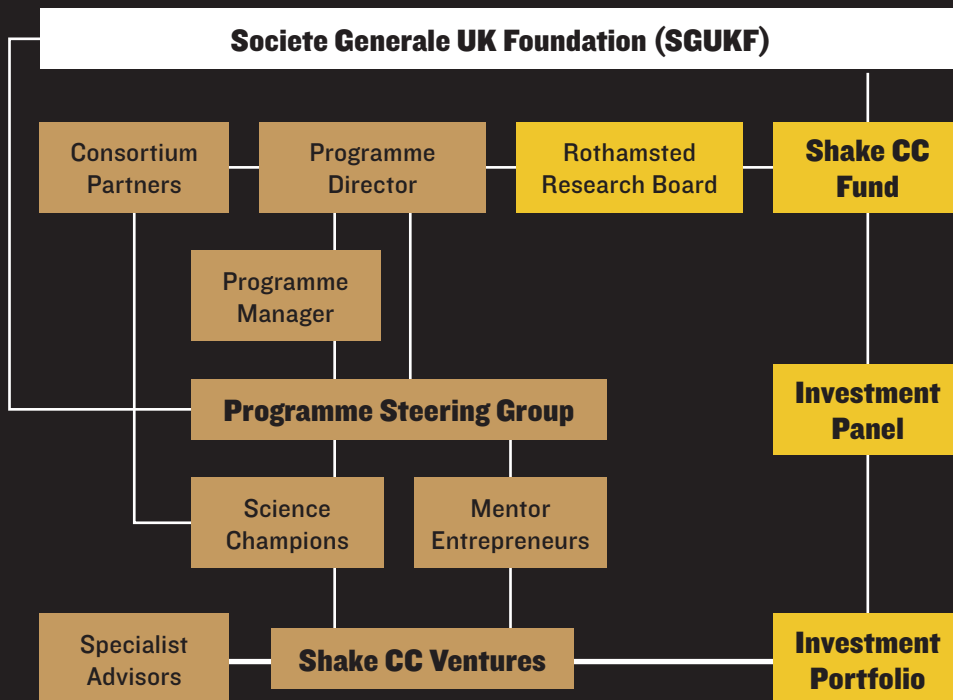 Societe Generale UK Foundation (SGUKF)
Consortium
Partners
Programme
Director
Rothamsted
Research Board
Shake CC
Fund
Programme
Manager
Programme Steering Group
Investment
Panel
Science
Champions
Mentor
Entrepreneurs
Specialist
Advisors
Shake CC Ventures
Investment
Portfolio